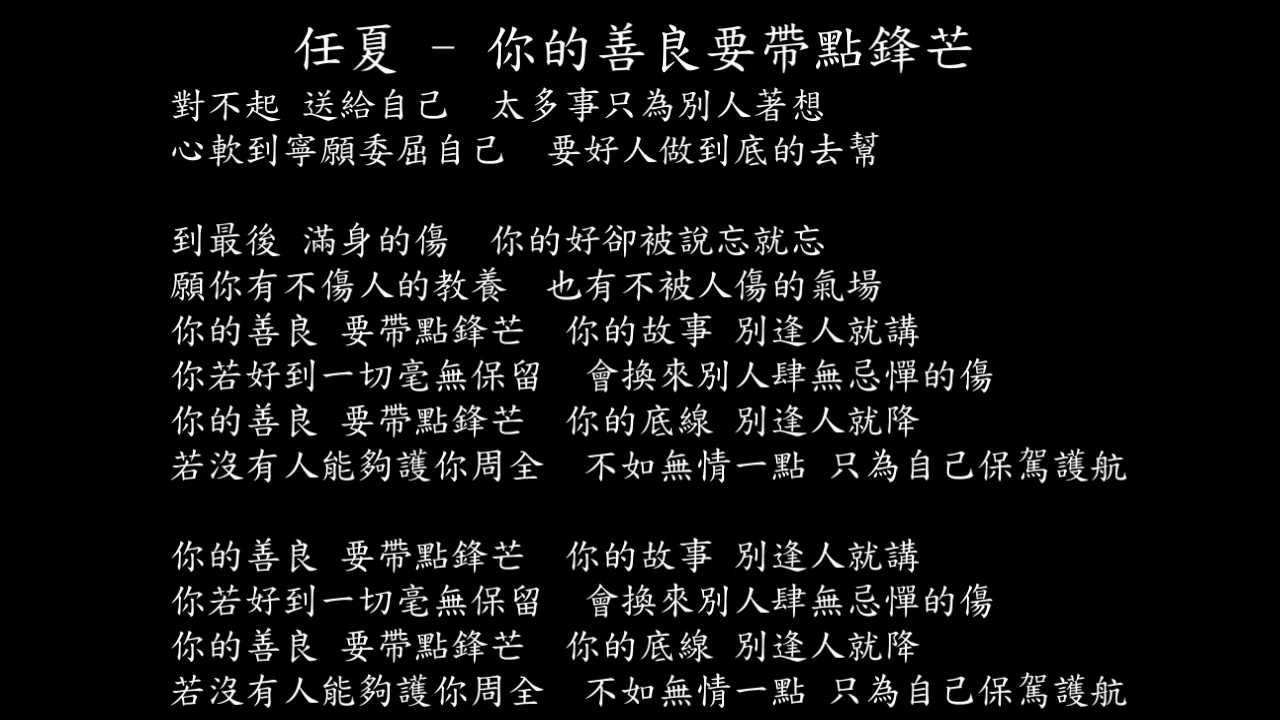 任夏 - 你的善良要帶點鋒芒
對不起 送給自己　太多事只為別人著想
心軟到寧願委屈自己　要好人做到底的去幫
到最後 滿身的傷　你的好卻被說忘就忘
願你有不傷人的教養　也有不被人傷的氣場
你的善良 要帶點鋒芒　你的故事 別逢人就講
你若好到一切毫無保留　會換來別人肆無忌憚的傷
你的善良 要帶點鋒芒　你的底線 別逢人就降
若沒有人能夠護你周全　不如無情一點 只為自己保駕護航
你的善良 要帶點鋒芒　你的故事 別逢人就講
你若好到一切毫無保留　會換來別人肆無忌憚的傷
你的善良 要帶點鋒芒　你的底線 別逢人就降
若沒有人能夠護你周全　不如無情一點 只為自己保駕護航